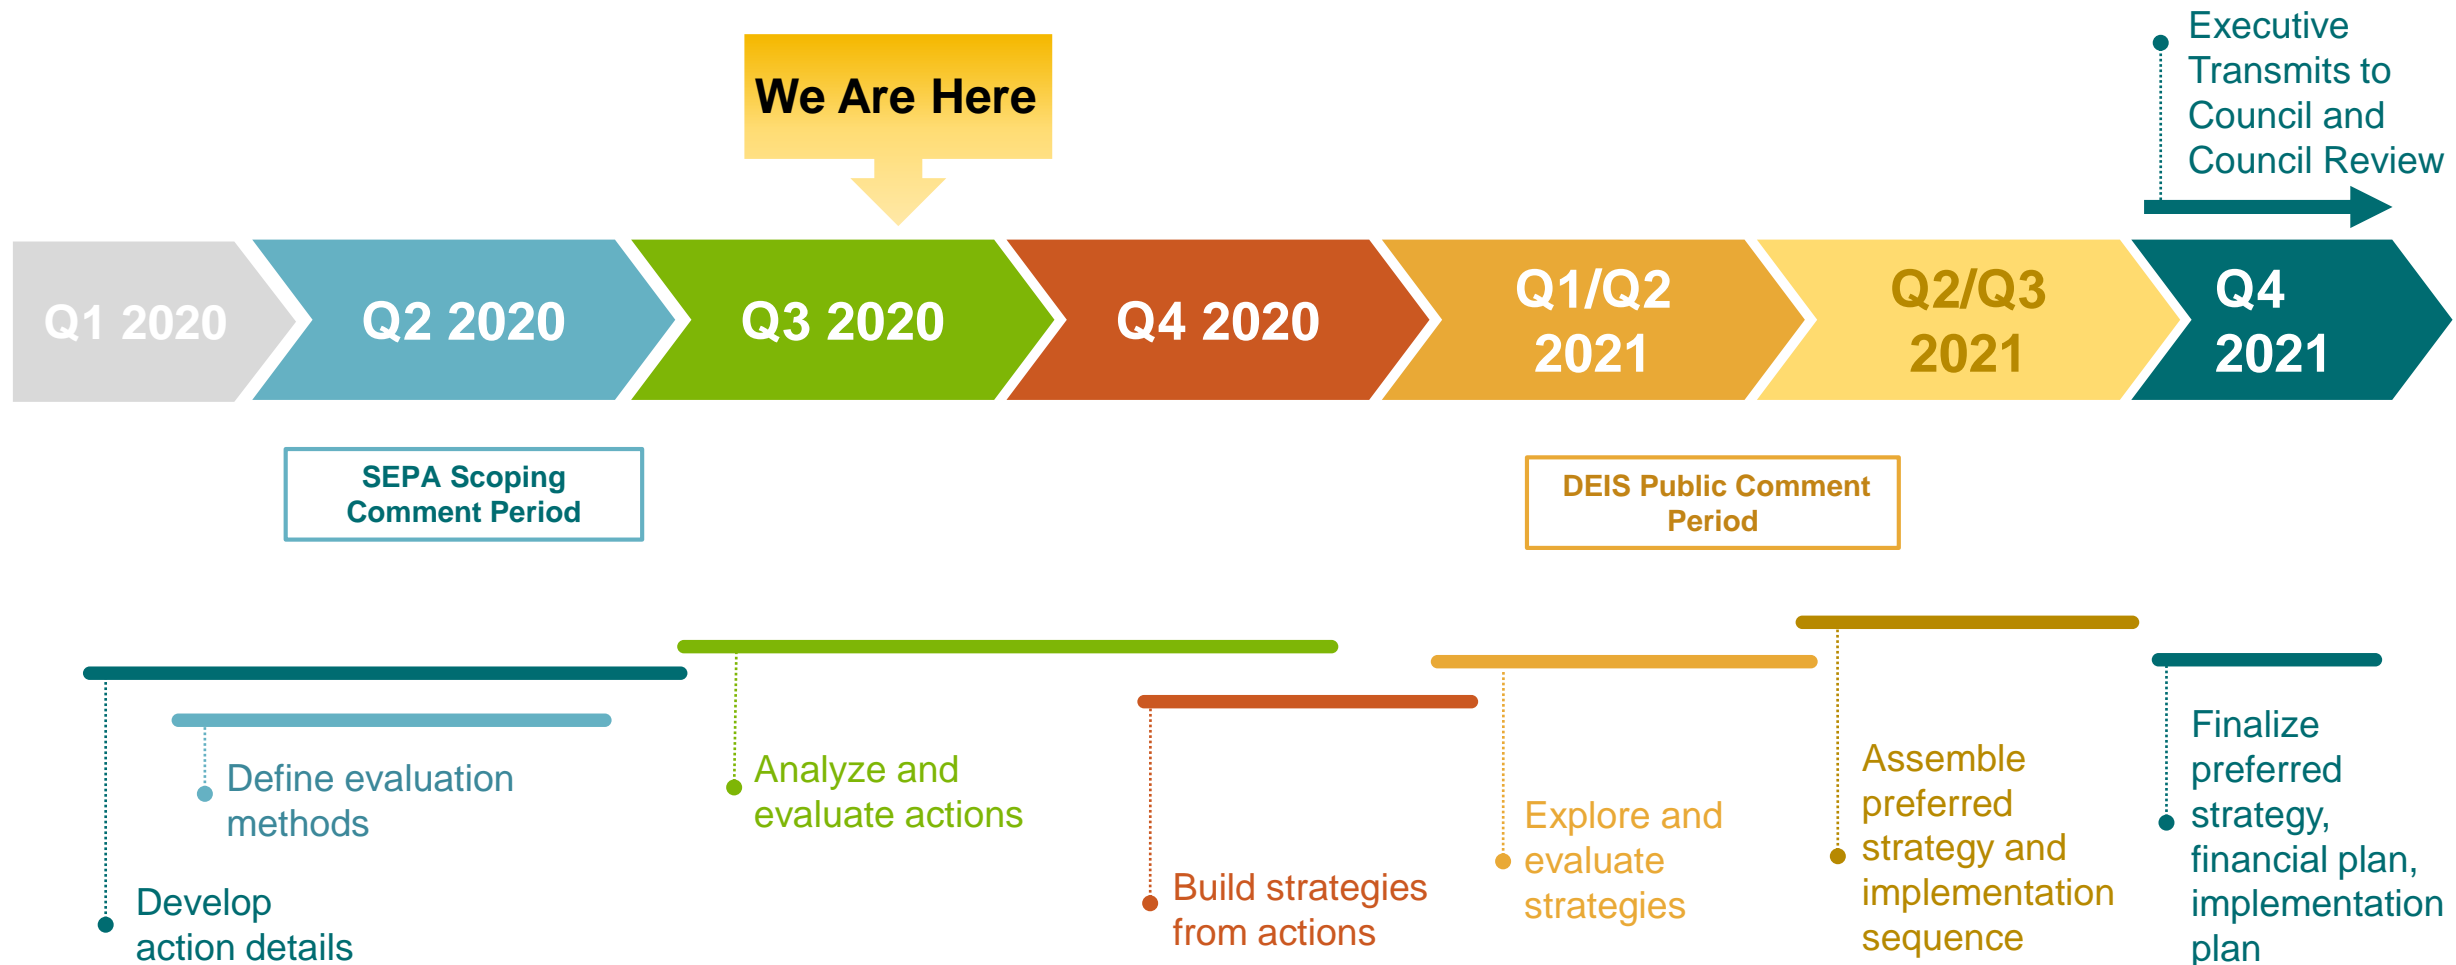 Executive
Transmits to
Council and
Council Review
We Are Here
Q1 2020
Q2 2020
Q3 2020
Q4 2020
Q1/Q2
2021
Q2/Q3
2021
Q4
2021
SEPA Scoping
Comment Period
DEIS Public Comment
Period
Develop
action details
Define evaluation
methods
Analyze and
evaluate actions
Build strategies
from actions
Explore and
evaluate
strategies
Assemble
preferred
strategy and
implementation
sequence
Finalize
preferred
strategy,
financial plan,
implementation
plan